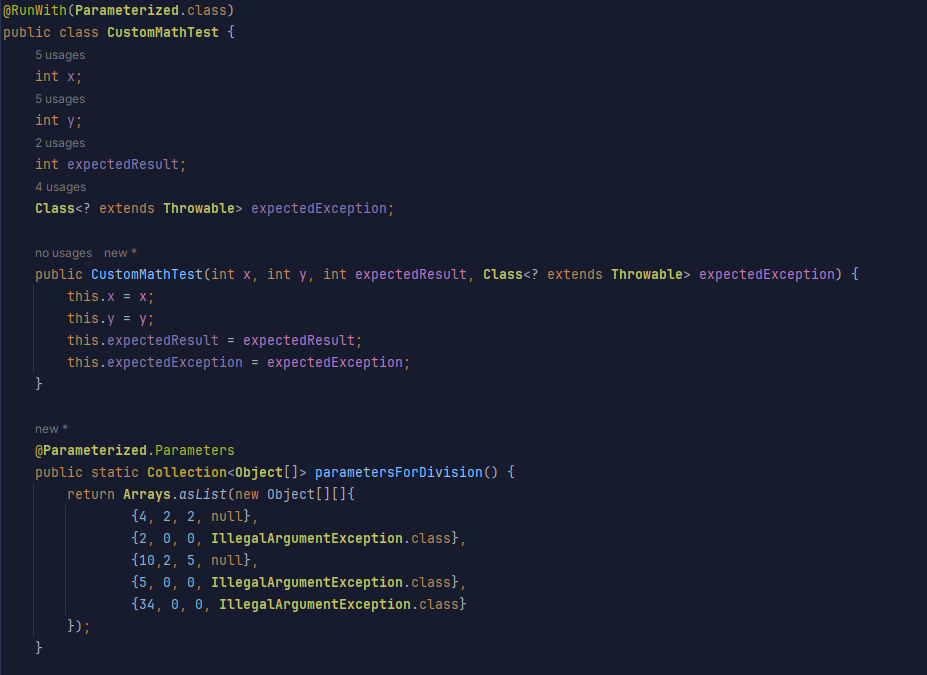 @RunWith(Parameterized.class)
public class CustomMathTest {
5 usages
int x;
5 usages
int y;
2 usages
int expectedResult;
4 usages
Class<? extends Throwable> expectedException;
no usages   new *
public CustomMathTest(int x, int y, int expectedResult, Class<? extends Throwable> expectedException) {
this.x = x;
this.y = y;
this.expectedResult = expectedResult;
this.expectedException = expectedException;
}
new *
@Parameterized.Parameters
public static Collection<Object[]> parametersForDivision() {
return Arrays.asList(new Object[][]{
{4, 2, 2, null},
{2, 0, 0, IllegalArgumentException.class},
{10,2, 5, null},
{5, 0, 0, IllegalArgumentException.class},
{34, 0, 0, IllegalArgumentException.class}
});
}